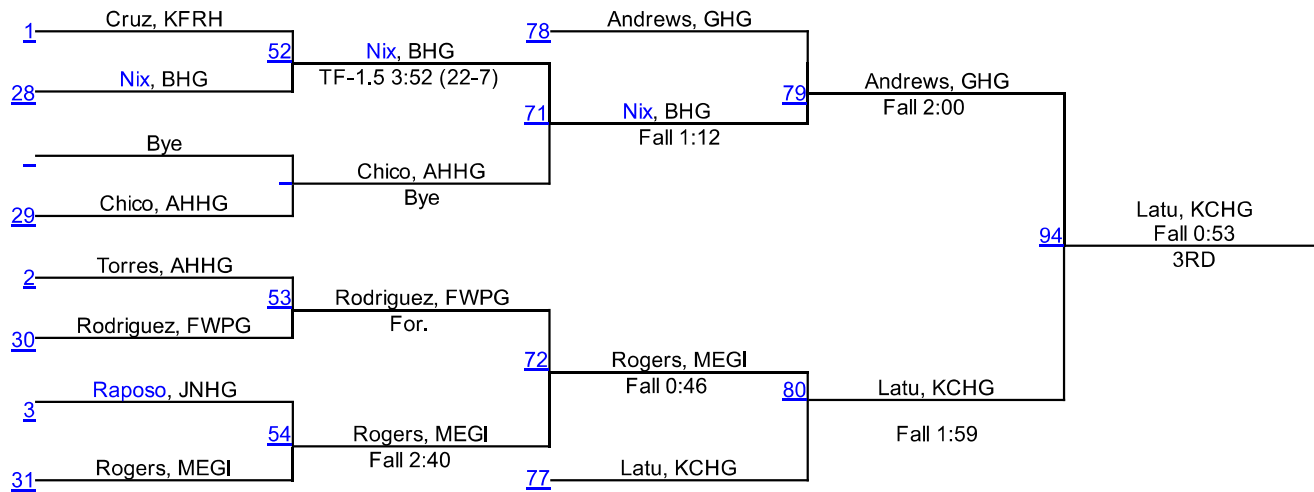 Cruz, KFRH
1
52
Nix, BHG
TF-1.5 3:52 (22-7)
Nix, BHG
28
Bye
-
Chico, AHHG
29
-
Chico, AHHG
Bye
71
Nix, BHG
Fall 1:12
78
Andrews, GHG
79
Andrews, GHG
Fall 2:00
Torres, AHHG
2
53
Rodriguez, FWPG
For.
Rodriguez, FWPG
30
Raposo, JNHG
3
54
Rogers, MEGI
Fall 2:40
Rogers, MEGI
31
72
Rogers, MEGI
Fall 0:46
77
Latu, KCHG
80
Latu, KCHG
Fall 1:59
94
Latu, KCHG
Fall 0:53
3RD